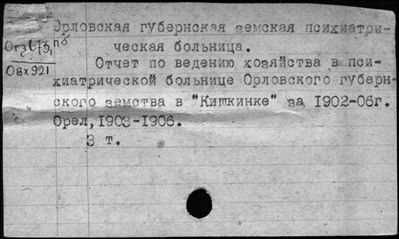 Орловская губернская земская психиатри-
ческая больница.
Отчет по ведению хозяйства в пси-
хиатрической больнице Орловского губерн-
ского земства в "Кишкинке" за 1902-06г.
Орел, 1903-1906.
3 т.
08х921